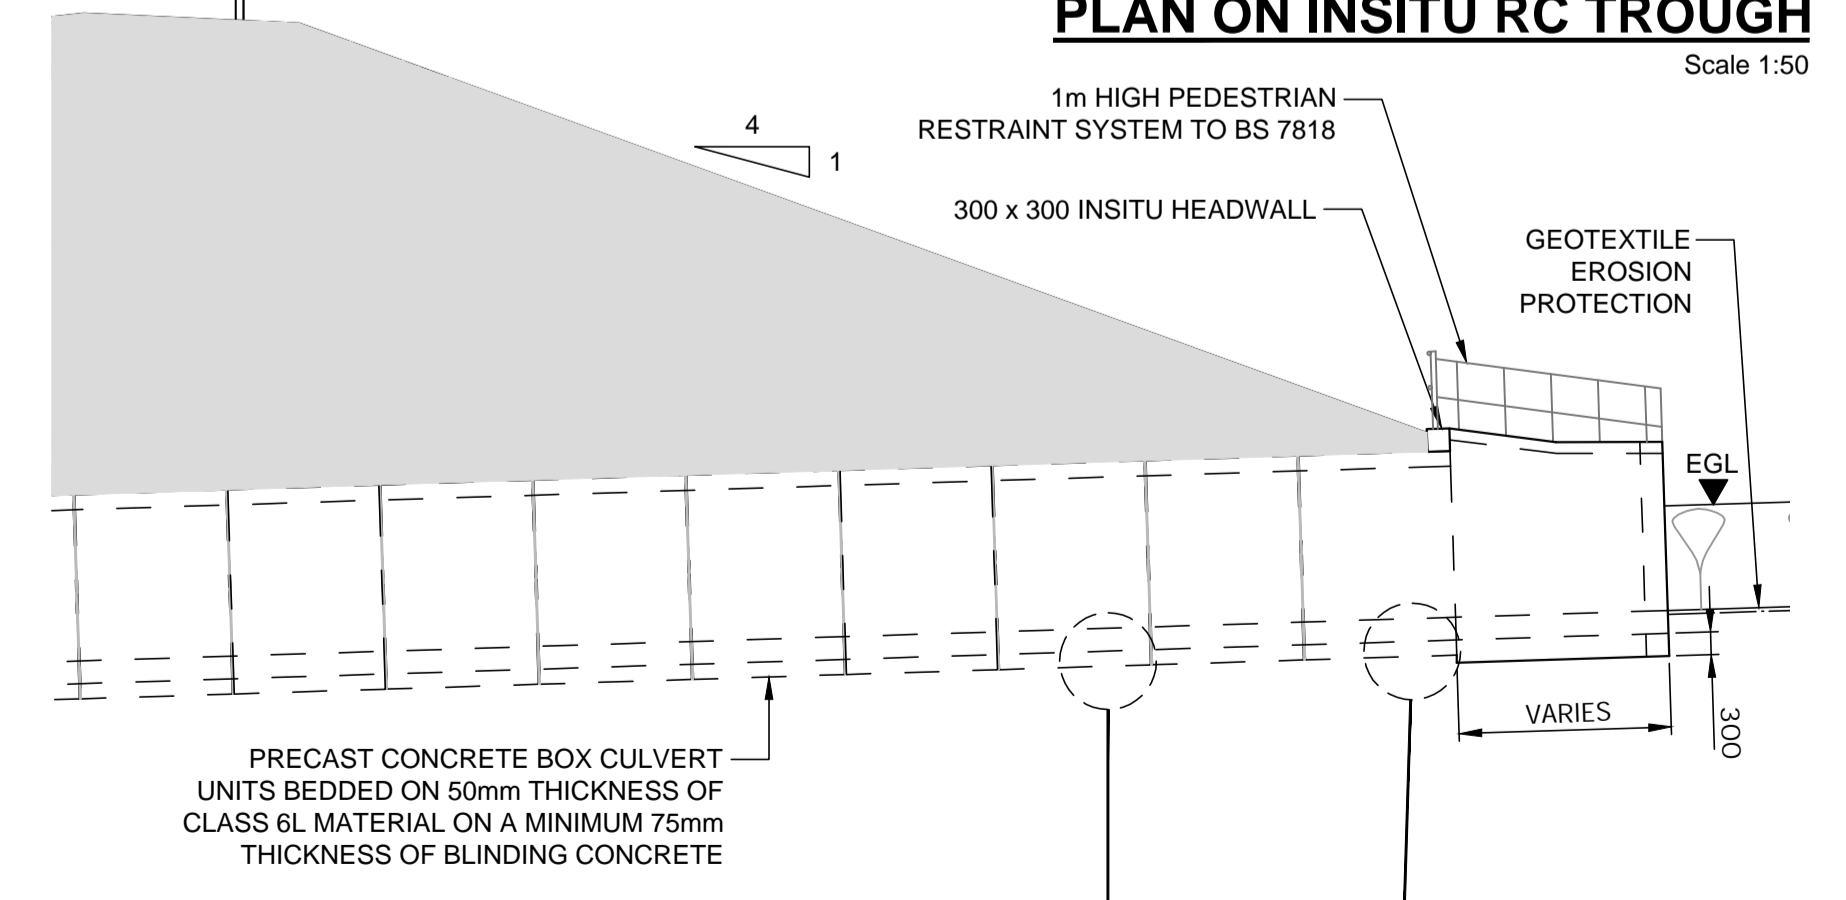 PLAN ON INSITU RC TROUGH
Scale 1:50
1m HIGH PEDESTRIAN
RESTRAINT SYSTEM TO BS 7818
4
1
300 x 300 INSITU HEADWALL
GEOTEXTILE
EROSION
PROTECTION
EGL
VARIES
300
PRECAST CONCRETE BOX CULVERT
UNITS BEDDED ON 50mm THICKNESS OF
CLASS 6L MATERIAL ON A MINIMUM 75mm
THICKNESS OF BLINDING CONCRETE